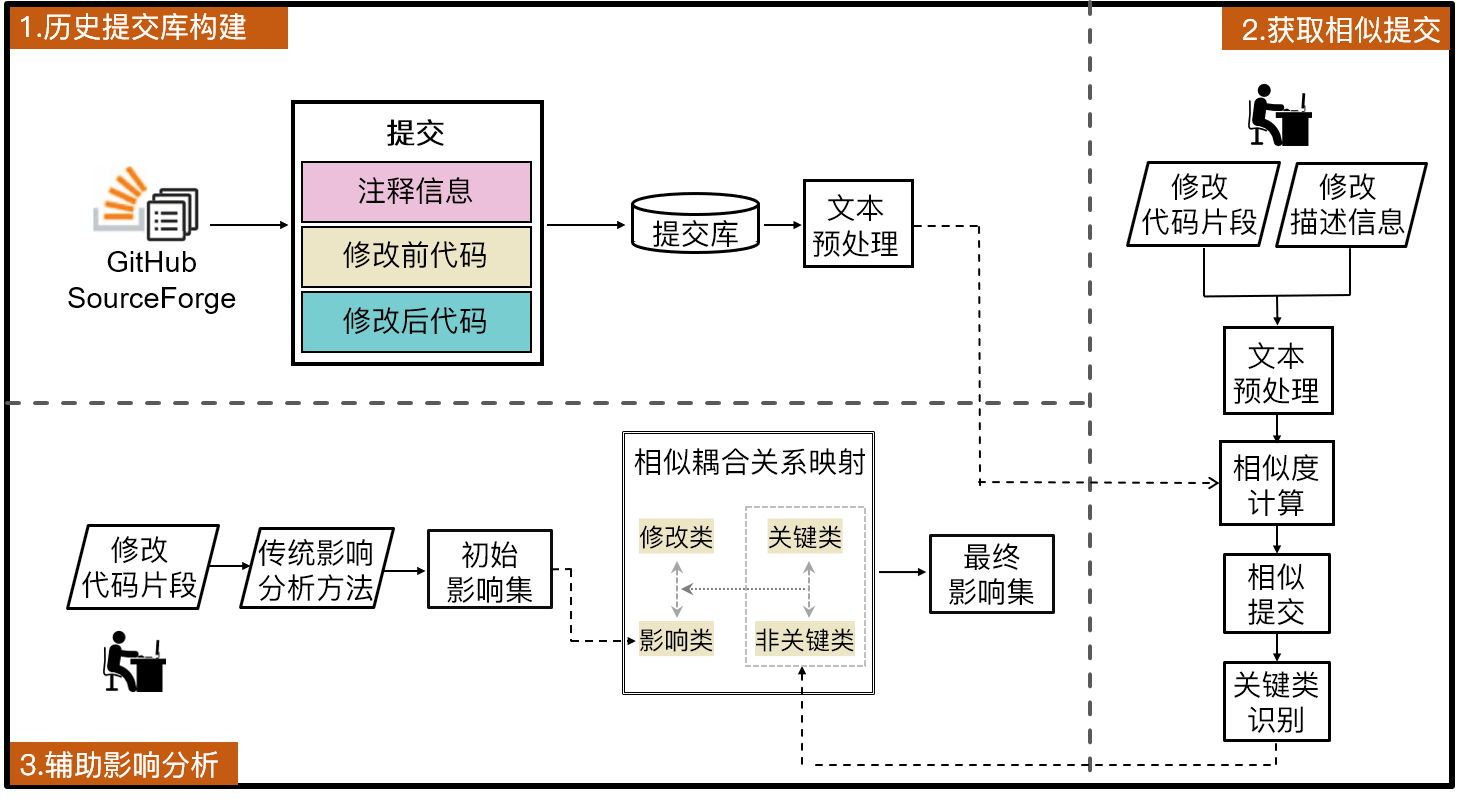 1.历史提交库构建
提交
注释信息
修改前代码
修改后代码
GitHub
SourceForge
提交库
文本
预处理
2.获取相似提交
修改
代码片段
修改
描述信息
文本
预处理
相似度
计算
相似
提交
关键类
识别
修改
代码片段
传统影响
分析方法
初始
影响集
相似耦合关系映射
修改类
关键类
影响类
非关键类
最终
影响集
3.辅助影响分析